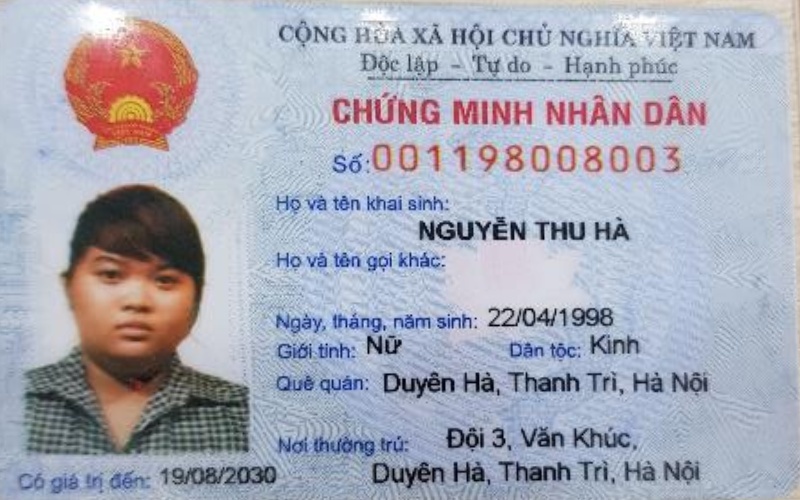 CỘNG HÒA XÃ HỘI CHỦ NGHĨA VIỆT NAM
Độc lập - Tự do - Hạnh phúc
CHỨNG MINH NHÂN DÂN
Số: 001198008003
Họ và tên khai sinh:
NGUYỄN THU HÀ
Họ và tên gọi khác:
Ngày, tháng, năm sinh: 22/04/1998
Giới tính: Nữ Dân tộc: Kinh
Quê quán: Duyên Hà, Thanh Trì, Hà Nội
Nơi thường trú: Đội 3, Văn Khúc,
Duyên Hà, Thanh Trì, Hà Nội
Có giá trị đến: 19/08/2030